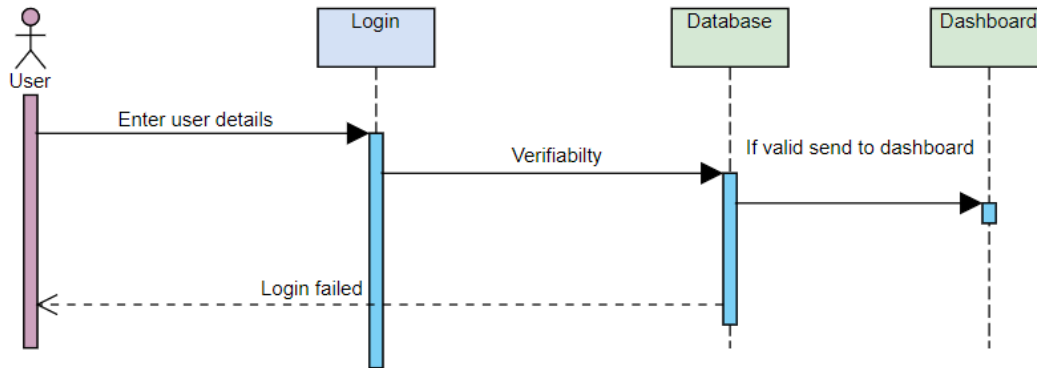 Login
Database
Dashboard
User
Enter user details
Verifiabilty
If valid send to dashboard
Login failed